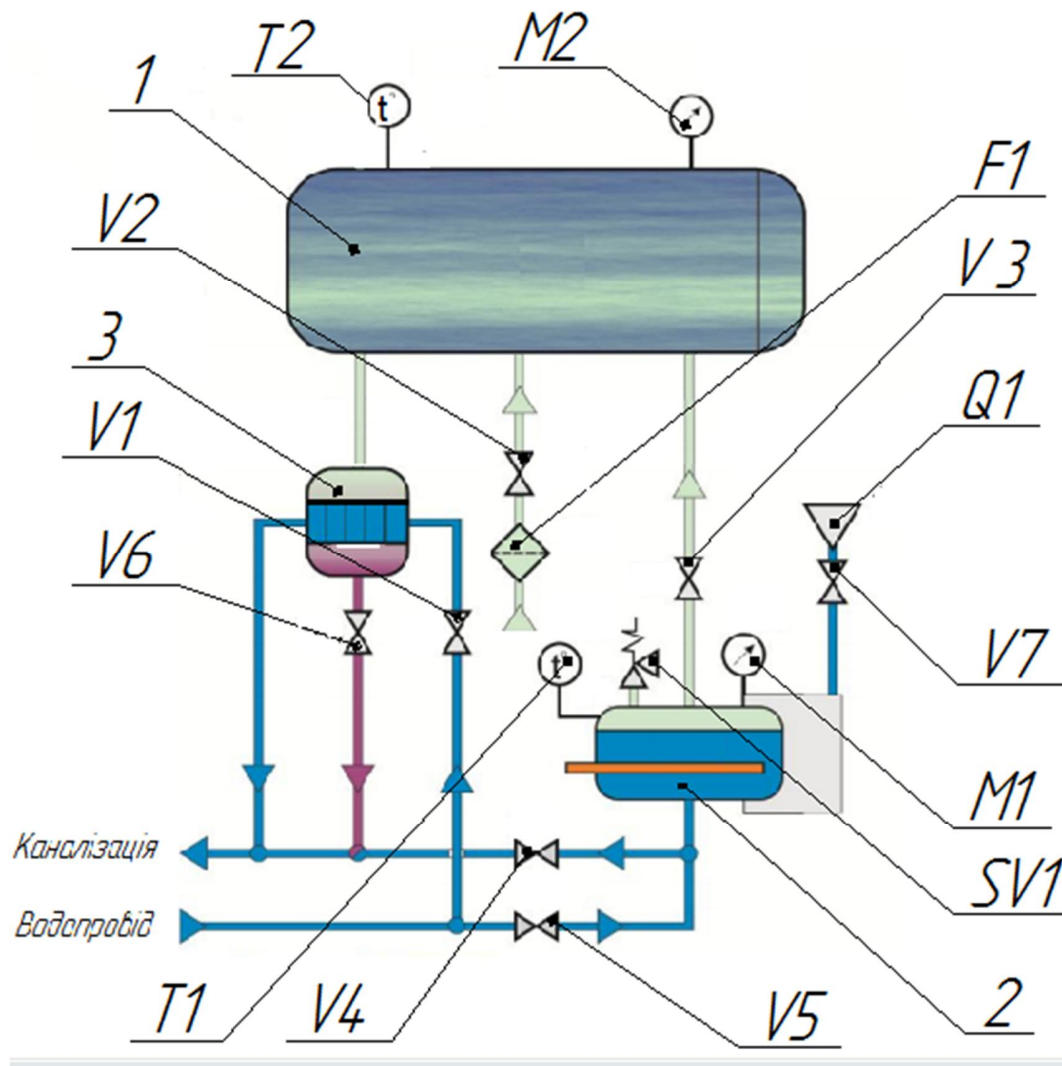 T2
M2
1
F1
V2
V 3
3
Q1
V1
t°
V6
V7
t°
M1
Каналізація
SV1
Водопровід
T1
V4
V5
2